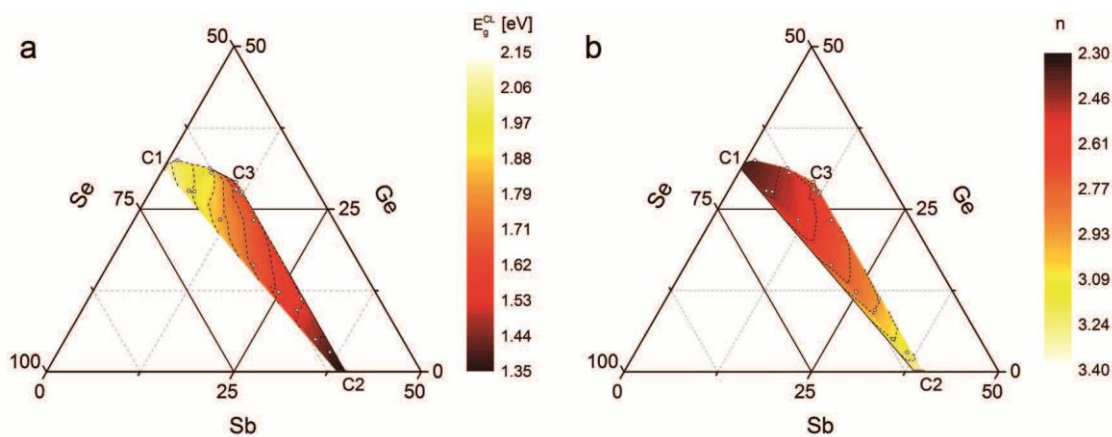 a
E_g^CL [eV]
2.15
2.06
1.97
1.88
1.79
1.71
1.62
1.53
1.44
1.35
50
50
C1
C3
Se
Ge
75
25
100
0
C2
0
25
50
Sb
b
n
2.30
2.46
2.61
2.77
2.93
3.09
3.24
3.40
50
50
C1
C3
Se
Ge
75
25
100
0
C2
0
25
50
Sb